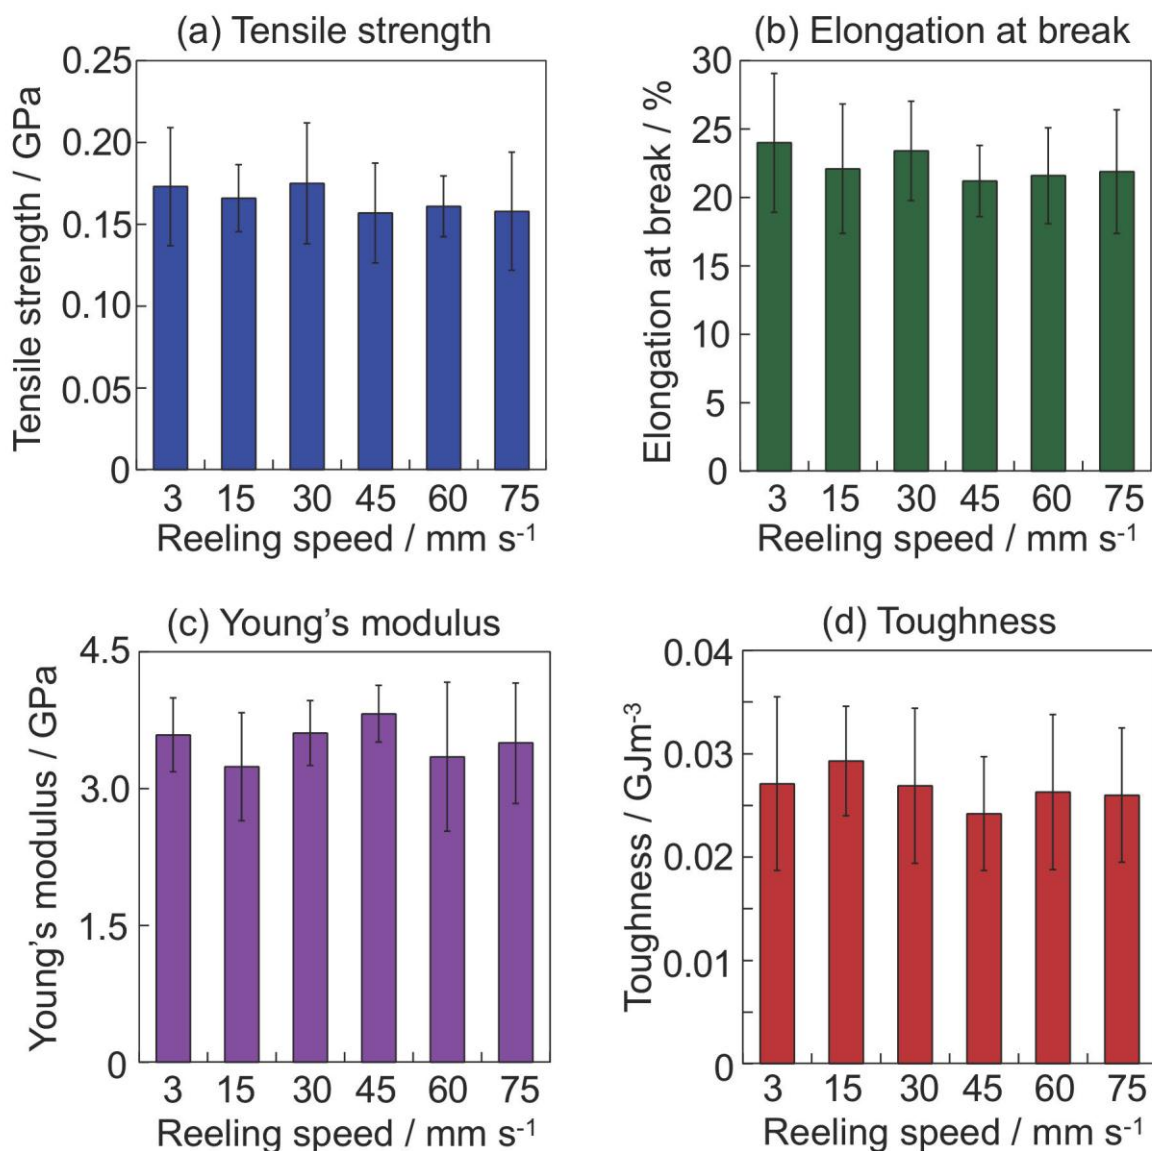 (a) Tensile strength
Tensile strength / GPa
0.25
0.20
0.15
0.10
0.05
0
3 15 30 45 60 75
Reeling speed / mm s-1
(b) Elongation at break
Elongation at break / %
30
25
20
15
10
5
0
3 15 30 45 60 75
Reeling speed / mm s-1
(c) Young’s modulus
Young’s modulus / GPa
4.5
3.0
1.5
0
3 15 30 45 60 75
Reeling speed / mm s-1
(d) Toughness
Toughness / GJm-3
0.04
0.03
0.02
0.01
0
3 15 30 45 60 75
Reeling speed / mm s-1